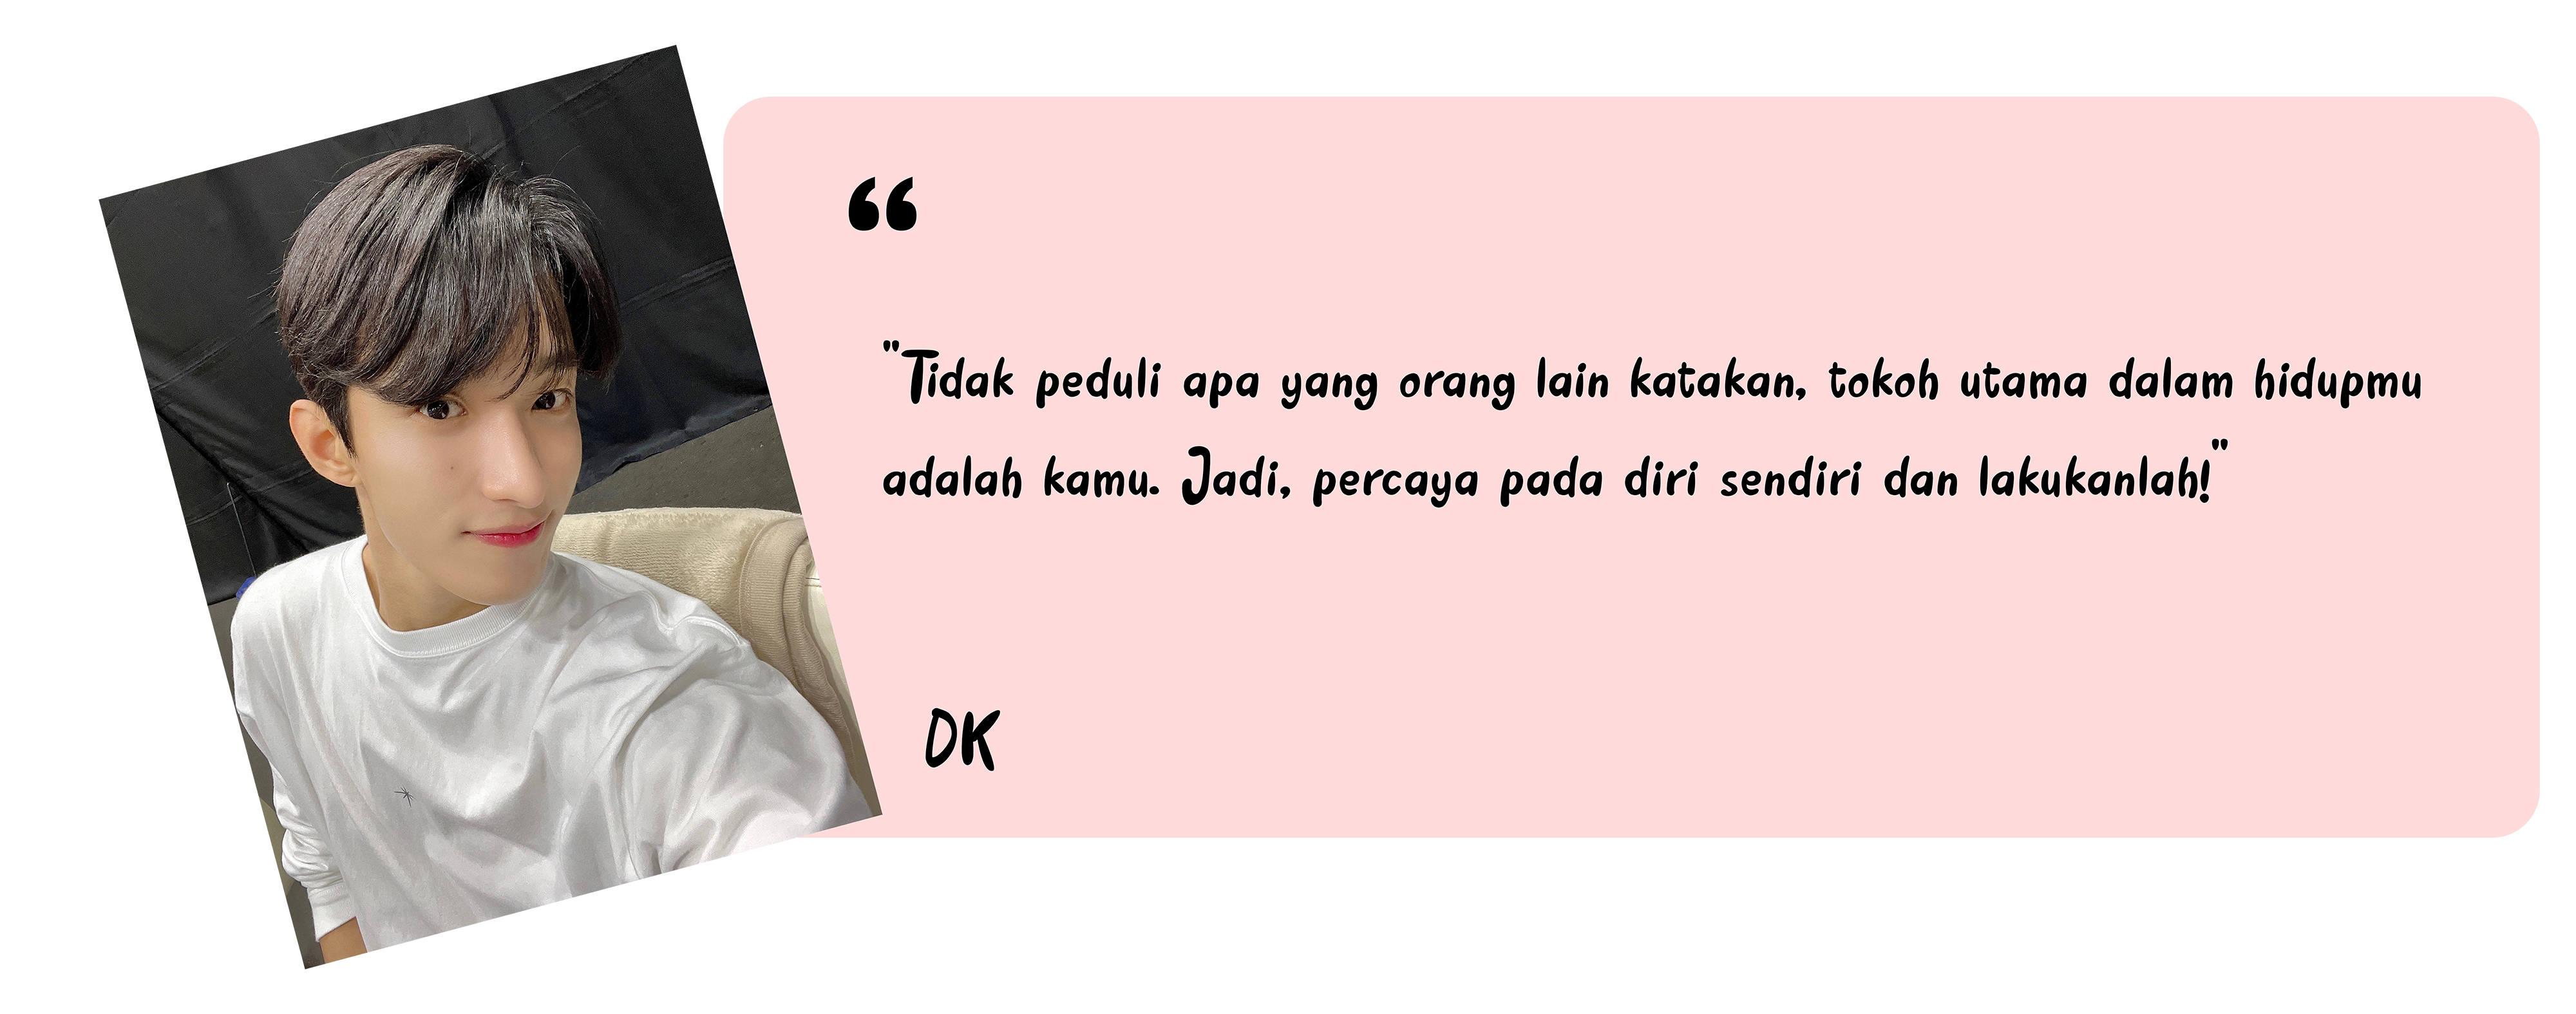 “
"Tidak peduli apa yang orang lain katakan, tokoh utama dalam hidupmu
adalah kamu. Jadi, percaya pada diri sendiri dan lakukanlah!"
DK